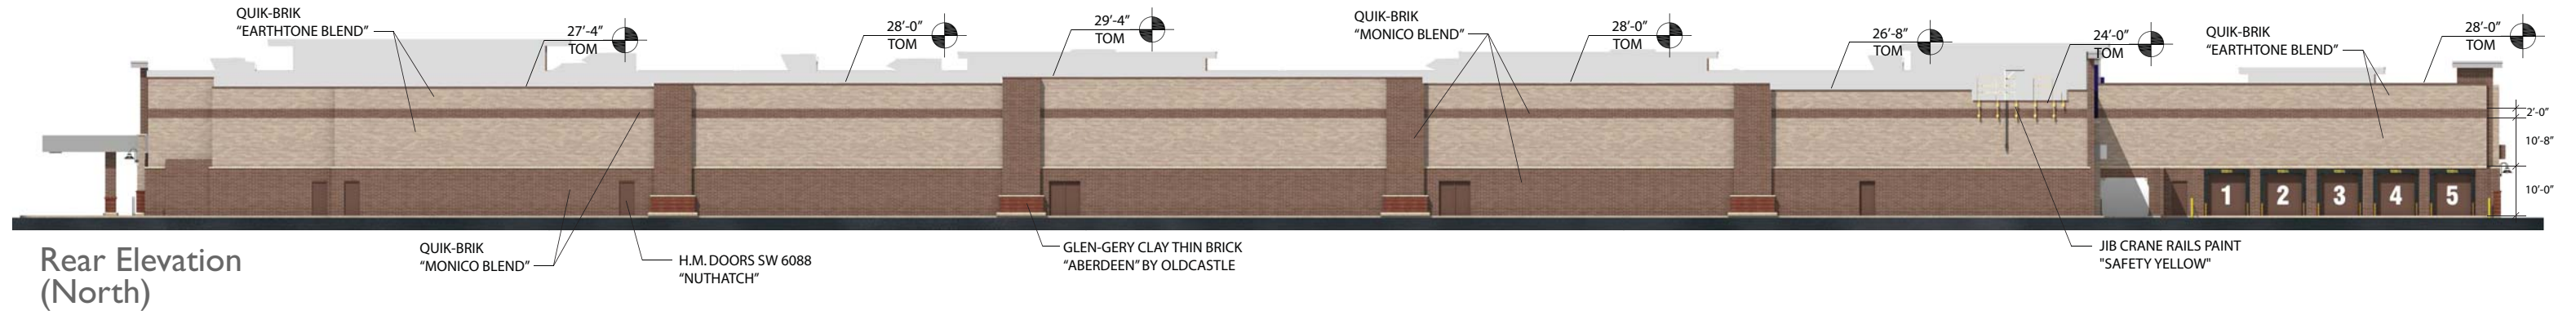 QUIK-BRIK
“EARTHTONE BLEND”
27’-4”
TOM
28’-0”
TOM
29’-4”
TOM
QUIK-BRIK
“MONICO BLEND”
28’-0”
TOM
26’-8”
TOM
24’-0”
TOM
QUIK-BRIK
“EARTHTONE BLEND”
28’-0”
TOM
2’-0”
10’-8”
10’-0”
1 2 3 4 5
QUIK-BRIK
“MONICO BLEND”
H.M. DOORS SW 6088
“NUTHATCH”
GLEN-GERY CLAY THIN BRICK
“ABERDEEN” BY OLDCASTLE
JIB CRANE RAILS PAINT
"SAFETY YELLOW"
Rear Elevation
(North)